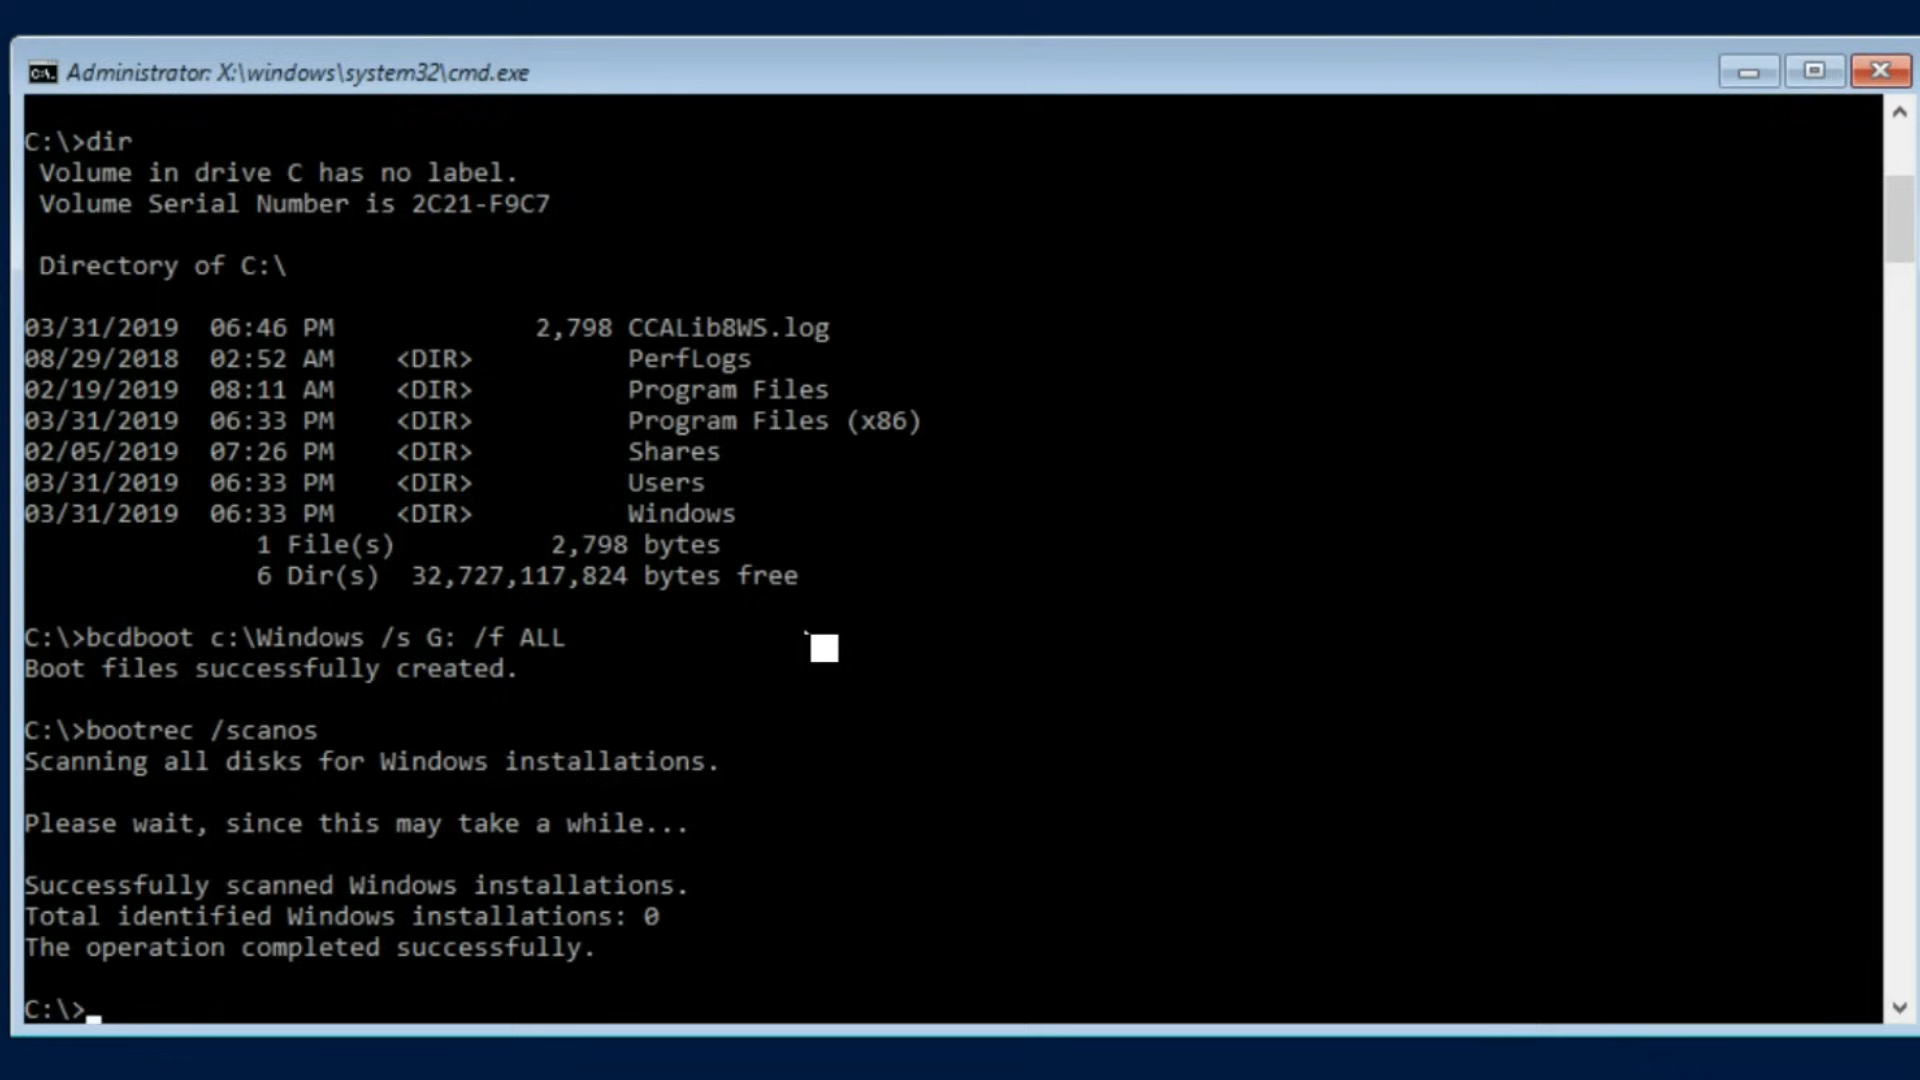 Administrator: X:\windows\system32\cmd.exe
C:\>dir
Volume in drive C has no label.
Volume Serial Number is 2C21-F9C7
Directory of C:\
03/31/2019  06:46 PM             2,798 CCALib8WS.log
08/29/2018  02:52 AM    <DIR>          PerfLogs
02/19/2019  08:11 AM    <DIR>          Program Files
03/31/2019  06:33 PM    <DIR>          Program Files (x86)
02/05/2019  07:26 PM    <DIR>          Shares
03/31/2019  06:33 PM    <DIR>          Users
03/31/2019  06:33 PM    <DIR>          Windows
1 File(s)          2,798 bytes
6 Dir(s)  32,727,117,824 bytes free
C:\>bcdboot c:\Windows /s G: /f ALL
Boot files successfully created.
C:\>bootrec /scanos
Scanning all disks for Windows installations.
Please wait, since this may take a while...
Successfully scanned Windows installations.
Total identified Windows installations: 0
The operation completed successfully.
C:\>